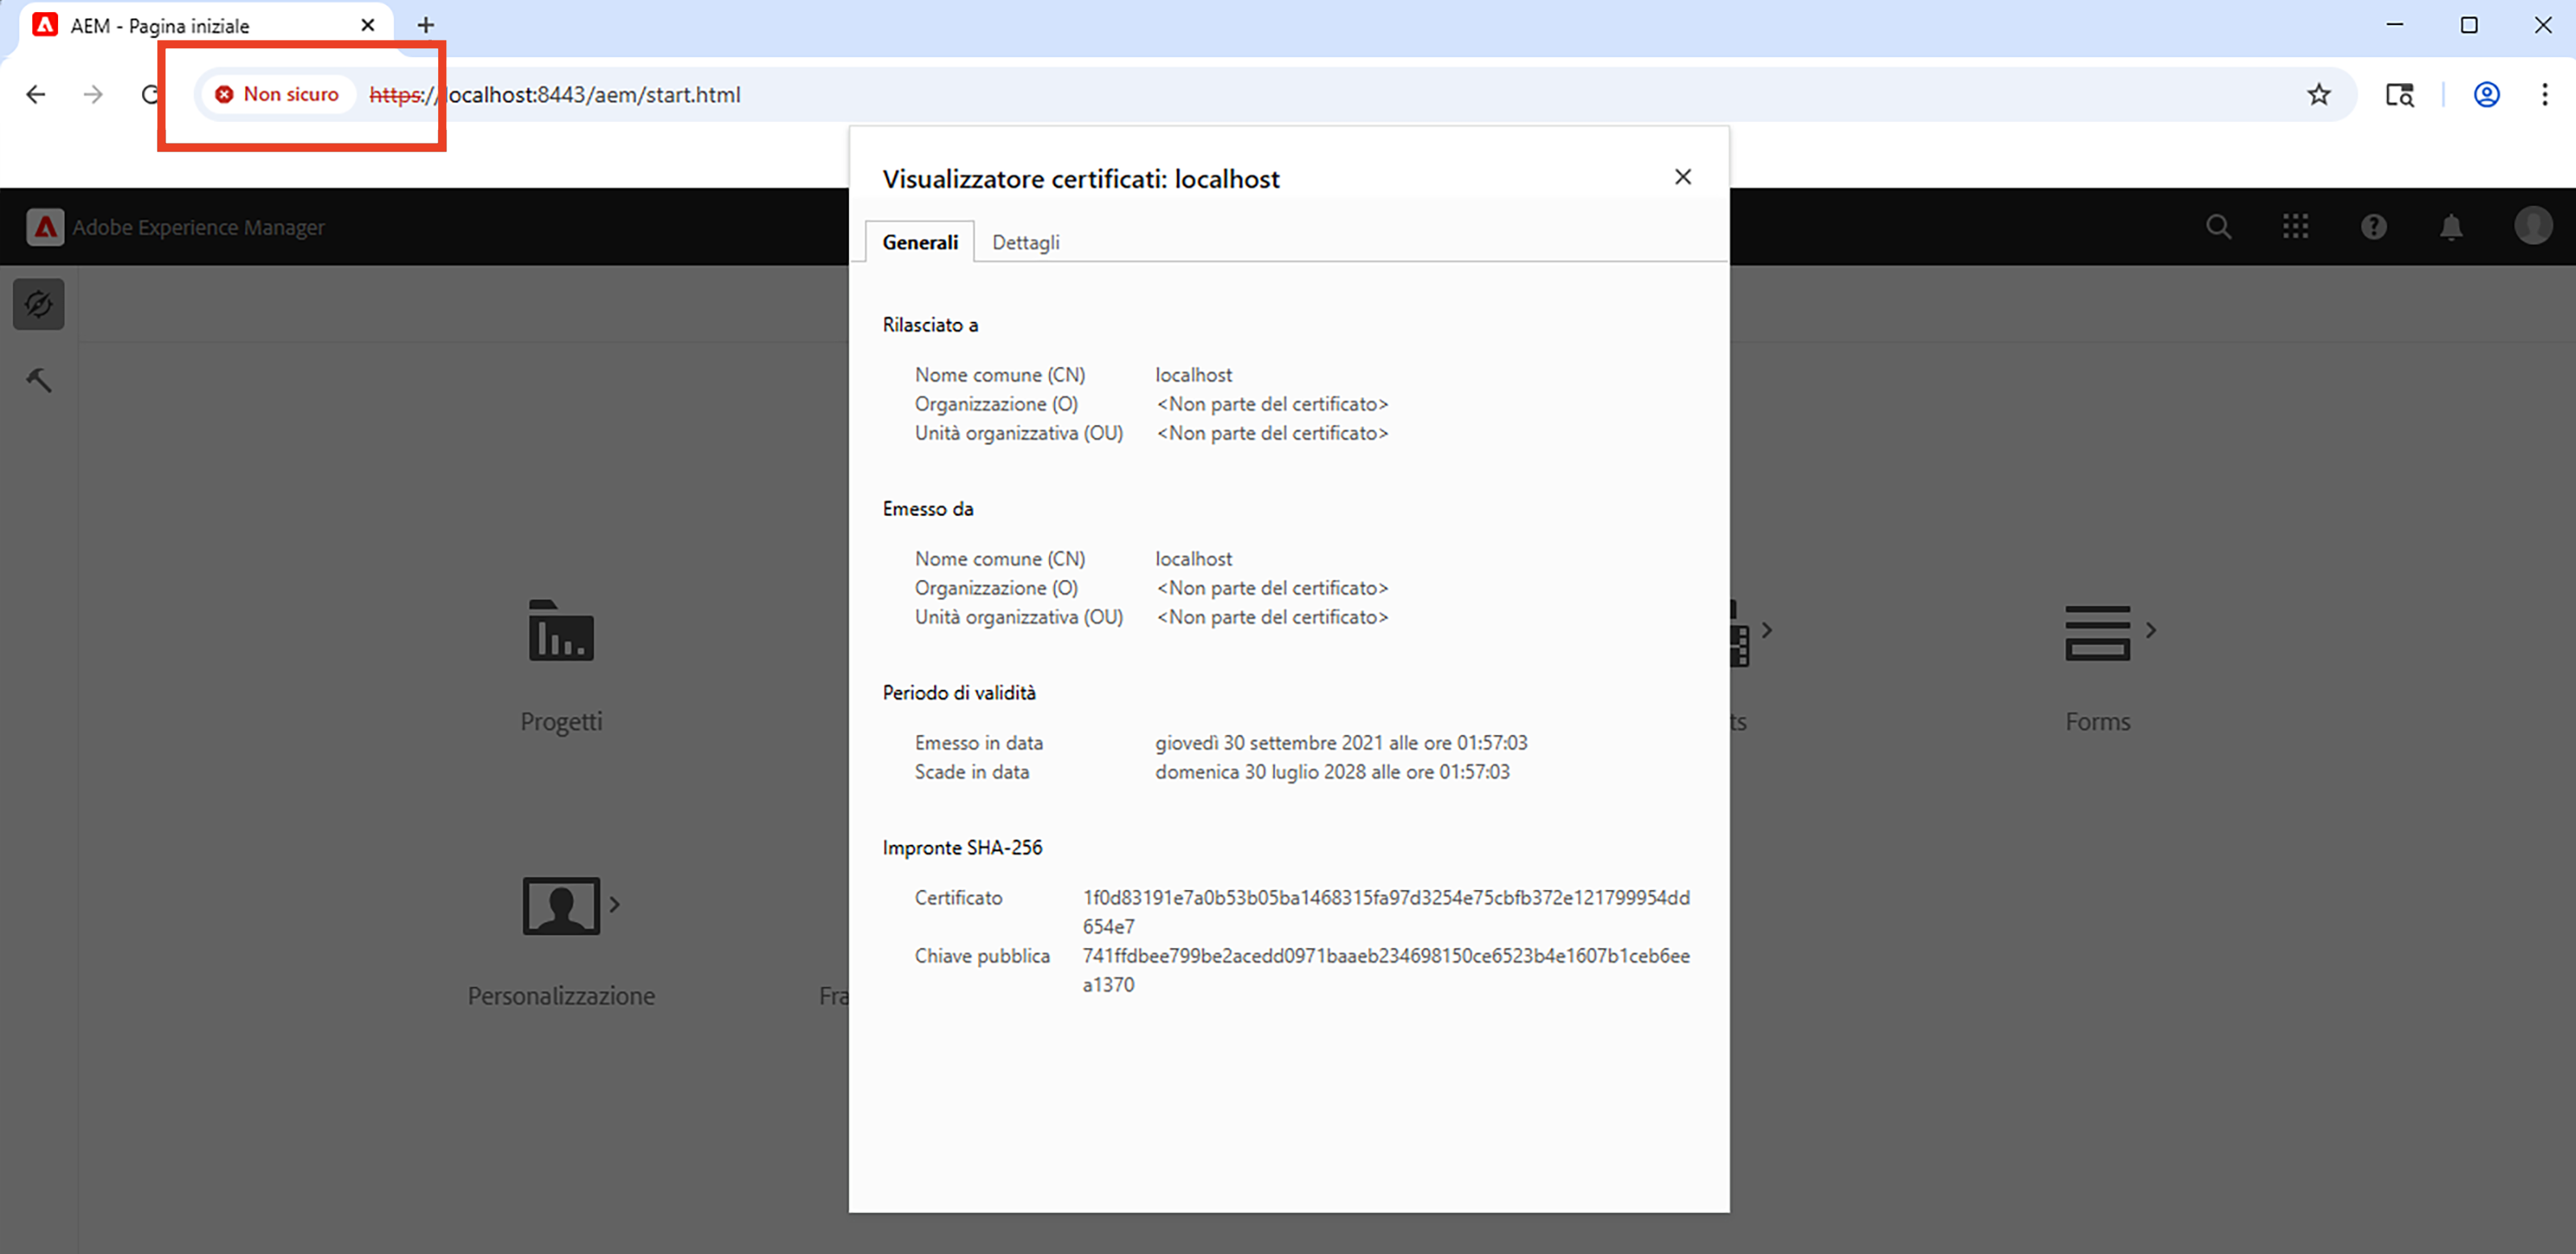 AEM - Pagina iniziale
Non sicuro https://localhost:8443/aem/start.html
Adobe Experience Manager
Visualizzatore certificati: localhost
Generali Dettagli
Rilasciato a
Nome comune (CN) localhost
Organizzazione (O) <Non parte del certificato>
Unità organizzativa (OU) <Non parte del certificato>
Emesso da
Nome comune (CN) localhost
Organizzazione (O) <Non parte del certificato>
Unità organizzativa (OU) <Non parte del certificato>
Periodo di validità
Emesso in data giovedì 30 settembre 2021 alle ore 01:57:03
Scade in data domenica 30 luglio 2028 alle ore 01:57:03
Impronte SHA-256
Certificato 1f0d83191e7a0b53b05ba1468315fa97d3254e75cbfb372e121799954dd
654e7
Chiave pubblica 741ffdbee799be2acedd0971baaeb234698150ce6523b4e1607b1ceb6ee
a1370
Progetti
ts
Forms
Personalizzazione
Fra